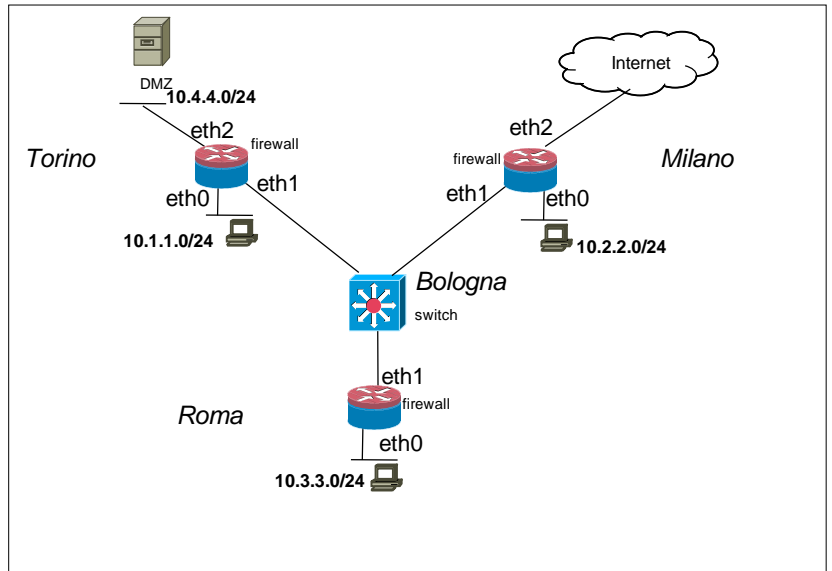 DMZ
10.4.4.0/24
Internet
eth2
firewall
Torino
eth2
firewall
Milano
eth1
eth0
eth1
eth0
10.1.1.0/24
10.2.2.0/24
Bologna
switch
eth1
firewall
Roma
eth0
10.3.3.0/24